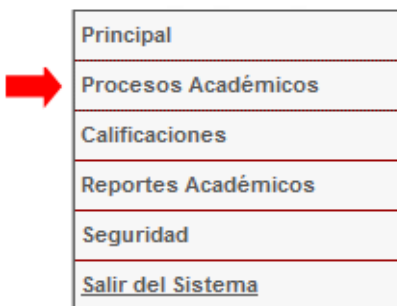 Principal
Procesos Académicos
Calificaciones
Reportes Académicos
Seguridad
Salir del Sistema